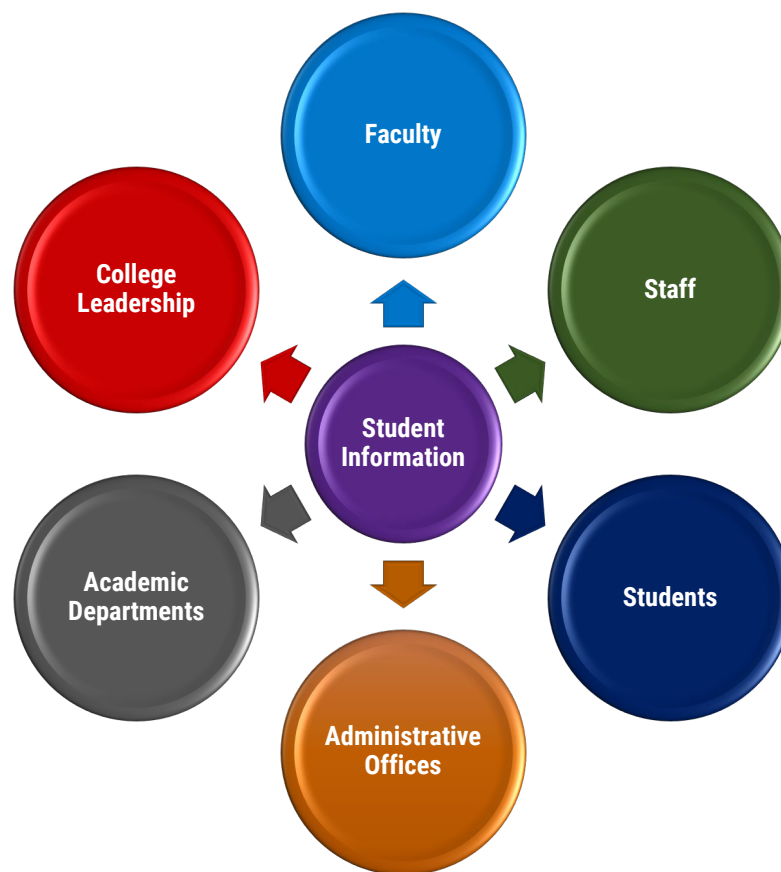 Faculty
College
Leadership
Staff
Student
Information
Academic
Departments
Students
Administrative
Offices